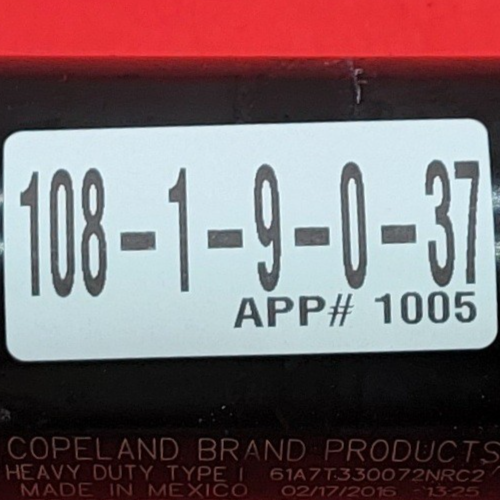 108-1-9-0-37
APP# 1005
COPELAND BRAND PRODUCTS
HEAVY DUTY TYPE I 61A7T330072NRC2
MADE IN MEXICO 02/17/2016